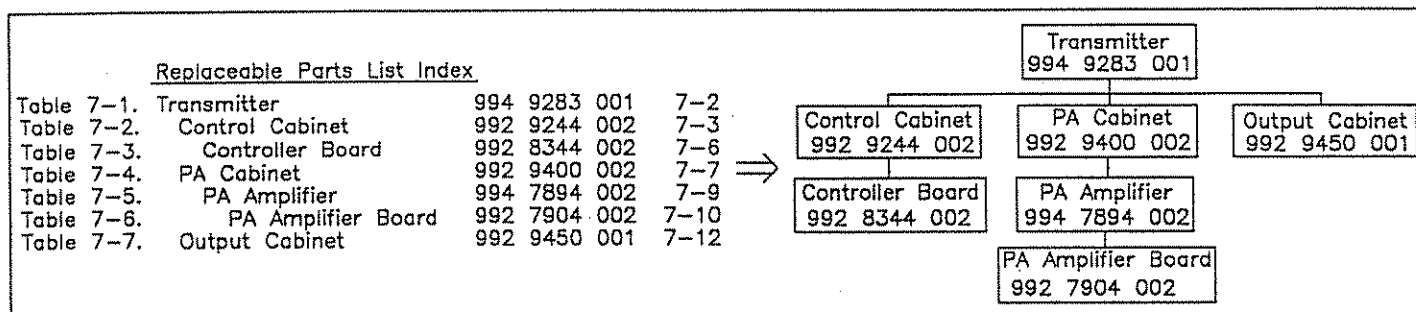 Replaceable Parts List Index
Table 7-1. Transmitter 994 9283 001 7-2
Table 7-2. Control Cabinet 992 9244 002 7-3
Table 7-3. Controller Board 992 8344 002 7-6
Table 7-4. PA Cabinet 992 9400 002 7-7
Table 7-5. PA Amplifier 994 7894 002 7-9
Table 7-6. PA Amplifier Board 992 7904 002 7-10
Table 7-7. Output Cabinet 992 9450 001 7-12
Transmitter
994 9283 001
Control Cabinet
992 9244 002
PA Cabinet
992 9400 002
Output Cabinet
992 9450 001
Controller Board
992 8344 002
PA Amplifier
994 7894 002
PA Amplifier Board
992 7904 002